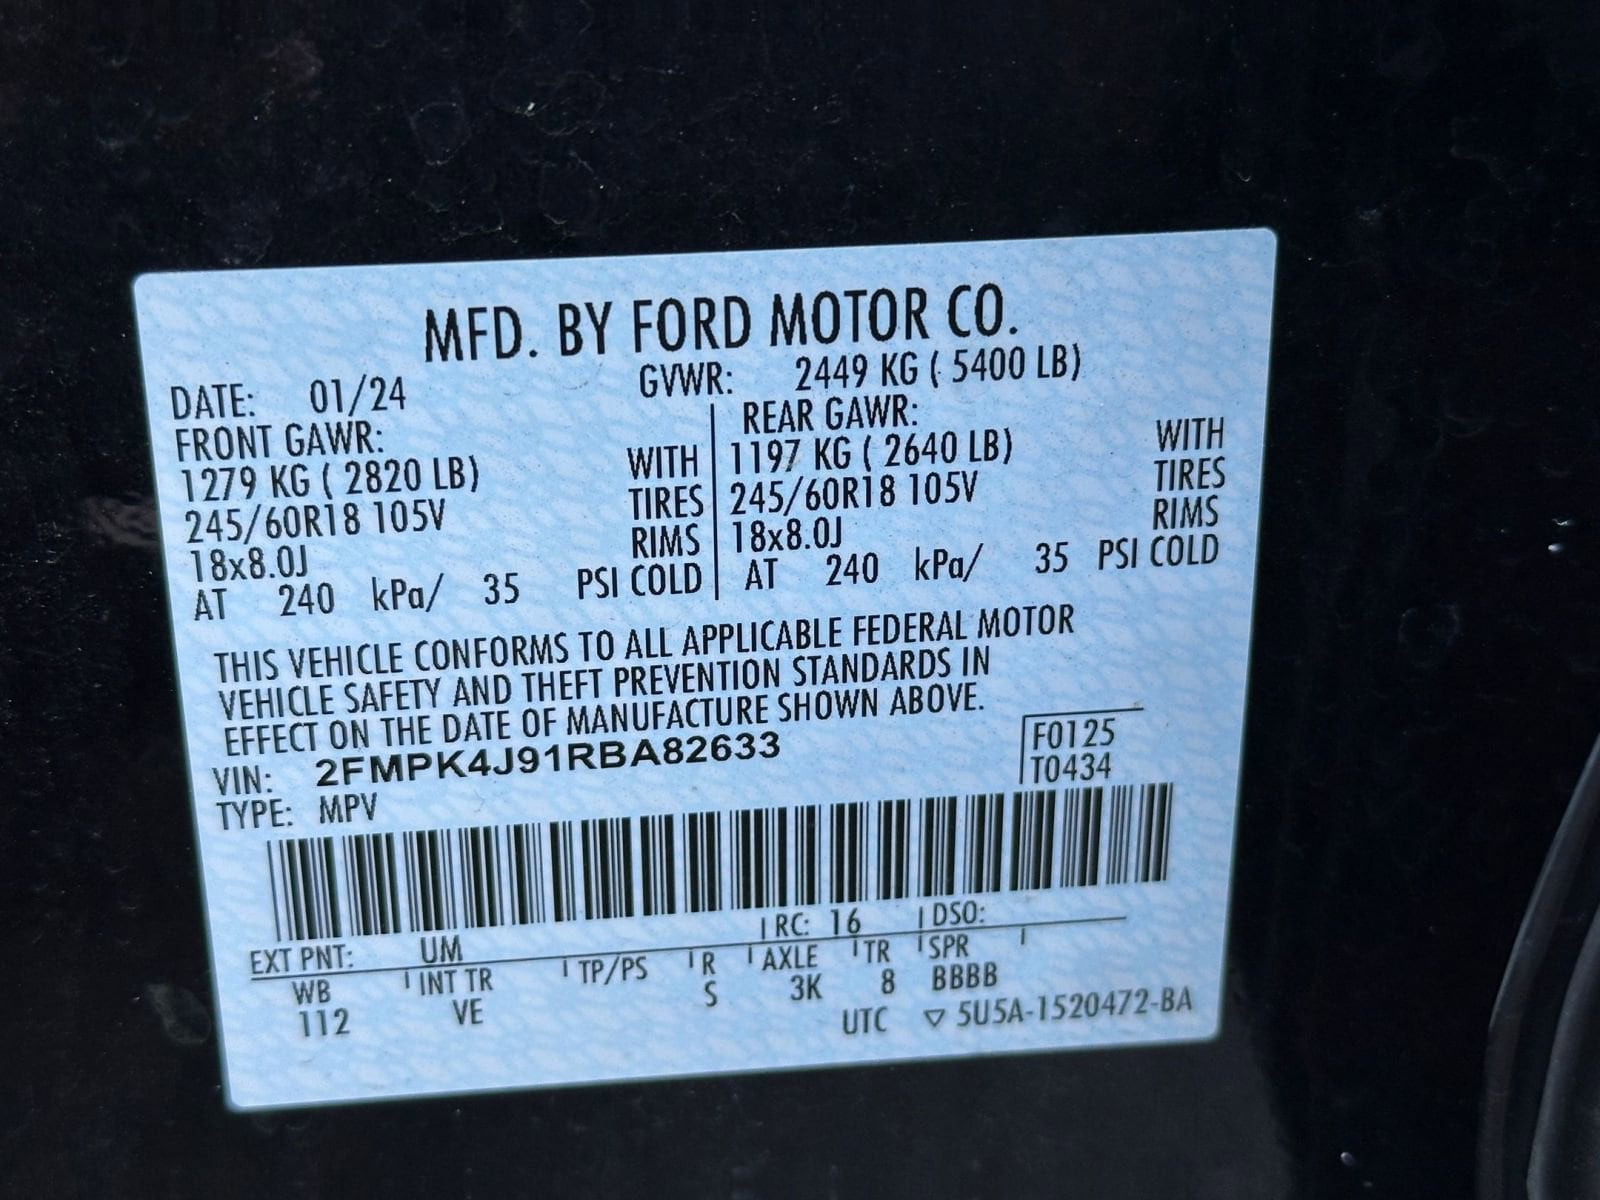 MFD. BY FORD MOTOR CO.
DATE: 01/24 GVWR: 2449 KG ( 5400 LB)
FRONT GAWR: REAR GAWR:
1279 KG ( 2820 LB) WITH 1197 KG ( 2640 LB) WITH
245/60R18 105V TIRES 245/60R18 105V TIRES
18x8.0J RIMS 18x8.0J RIMS
AT 240 kPa/ 35 PSI COLD AT 240 kPa/ 35 PSI COLD
THIS VEHICLE CONFORMS TO ALL APPLICABLE FEDERAL MOTOR
VEHICLE SAFETY AND THEFT PREVENTION STANDARDS IN
EFFECT ON THE DATE OF MANUFACTURE SHOWN ABOVE.
VIN: 2FMPK4J91RBA82633 F0125
TYPE: MPV T0434
EXT PNT: UM RC: 16 DSO:
WB INT TR TP/PS R AXLE TR SPR
112 VE S 3K 8 BBBB
UTC ▽ 5U5A-1520472-BA